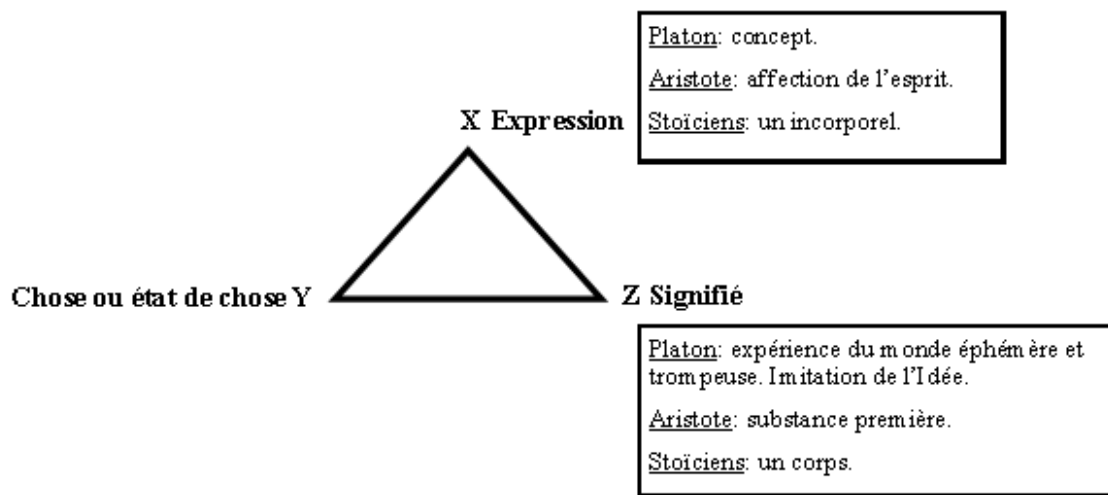 Platon: concept.
Aristote: affection de l'esprit.
Stoïciens: un incorporel.
X Expression
Chose ou état de chose Y
Z Signifié
Platon: expérience du monde éphémère et
trompeuse. Imitation de l'Idée.
Aristote: substance première.
Stoïciens: un corps.